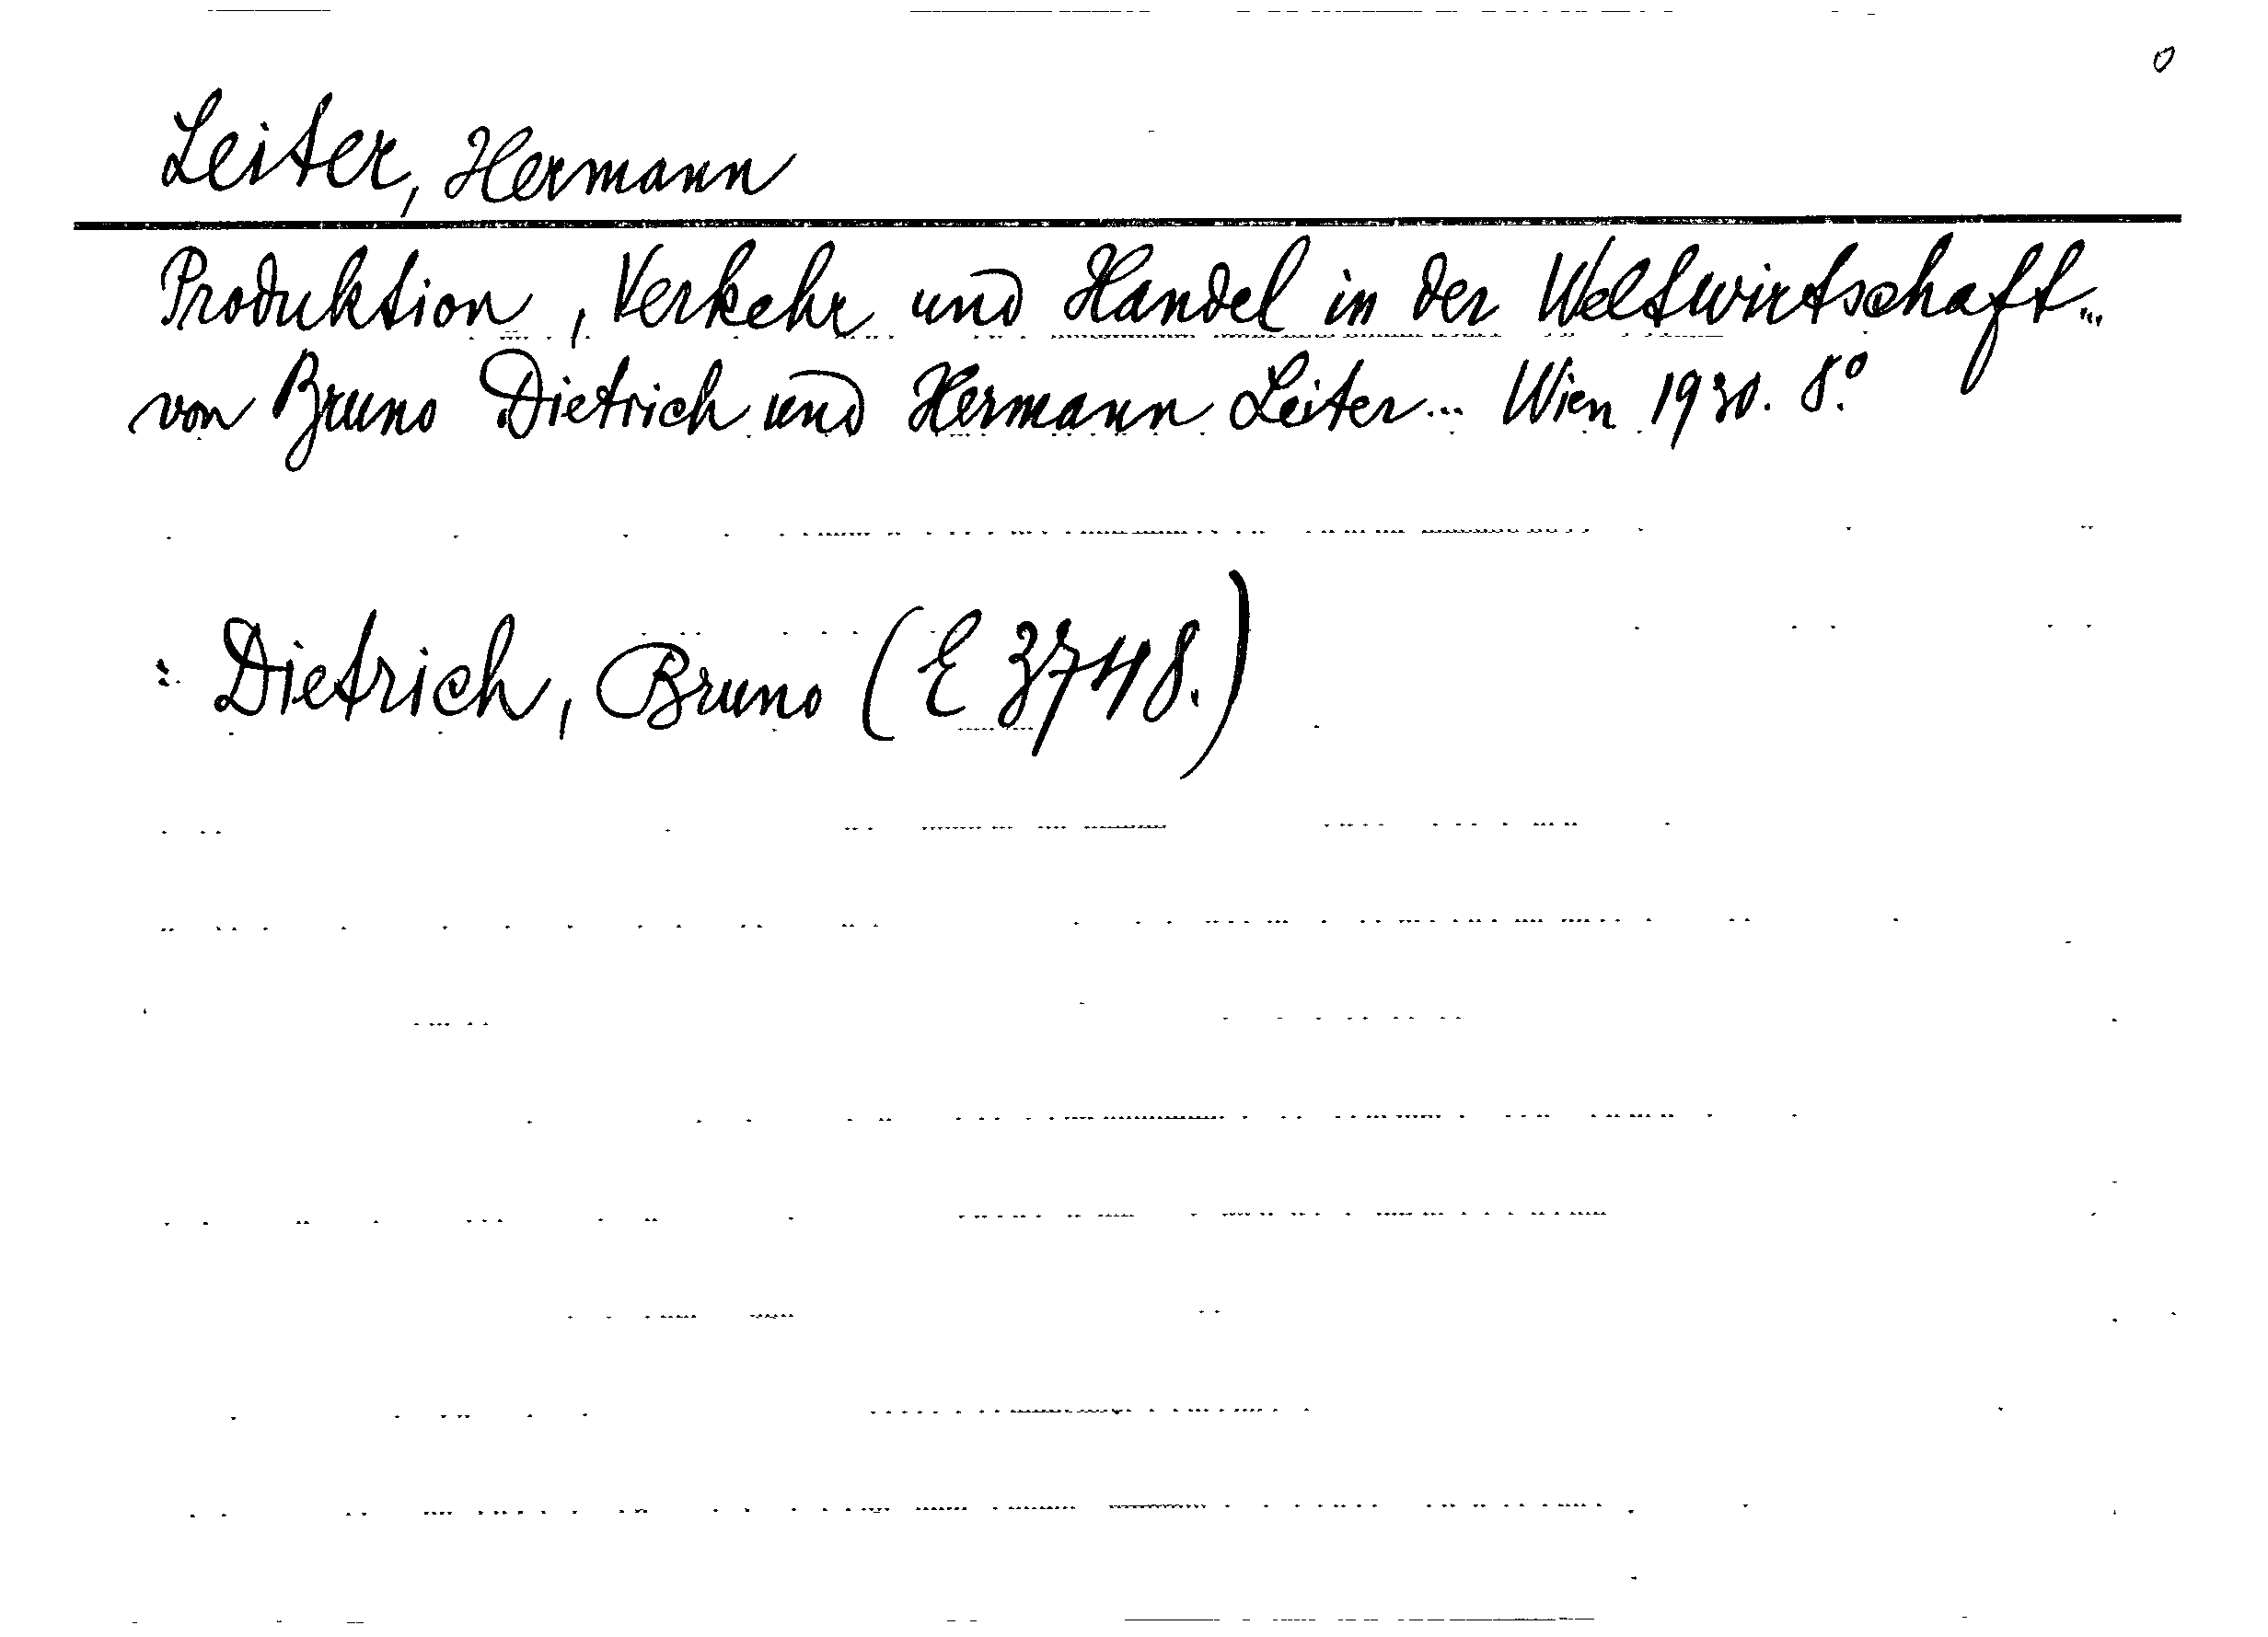 Leiter, Hermann
Produktion, Verkehr und Handel in der Weltwirtschaft...
von Bruno Dietrich und Hermann Leiter... Wien 1930. 8.°
: Dietrich, Bruno (E 3748.)